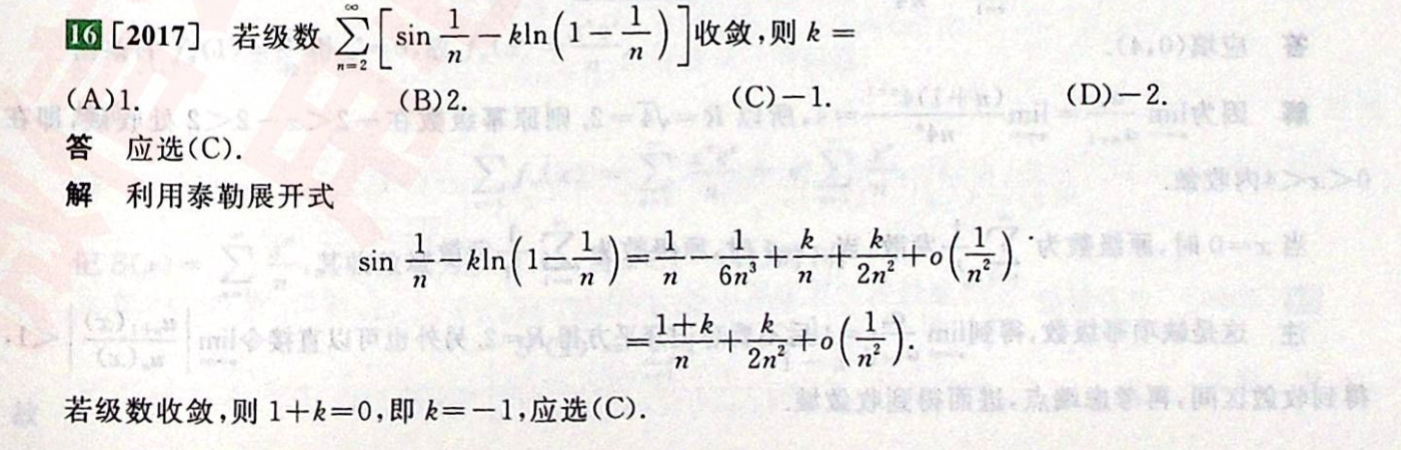 16 [2017] 若级数 $\sum_{n=2}^{\infty}\left[\sin\frac{1}{n}-k\ln\left(1-\frac{1}{n}\right)\right]$收敛,则 k =
(A)1. (B)2. (C)−1. (D)−2.
答 应选(C).
解 利用泰勒展开式
$\sin\frac{1}{n}-k\ln\left(1-\frac{1}{n}\right)=\frac{1}{n}-\frac{1}{6n^3}+\frac{k}{n}+\frac{k}{2n^2}+o\left(\frac{1}{n^2}\right)$
$=\frac{1+k}{n}+\frac{k}{2n^2}+o\left(\frac{1}{n^2}\right).$
若级数收敛,则 1+k=0,即 k=−1,应选(C).